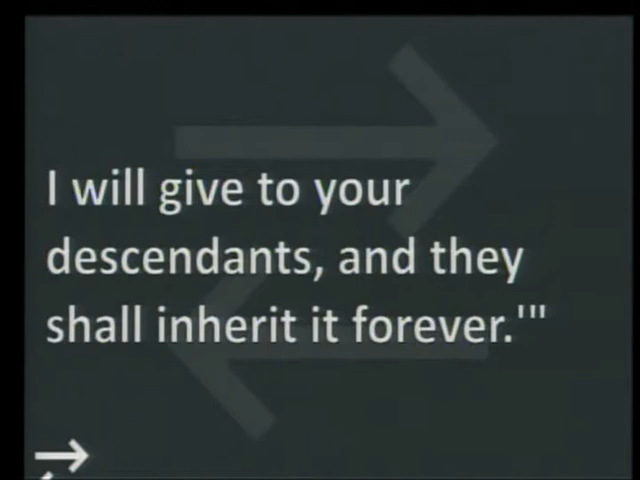 I will give to your
descendants, and they
shall inherit it forever.'"